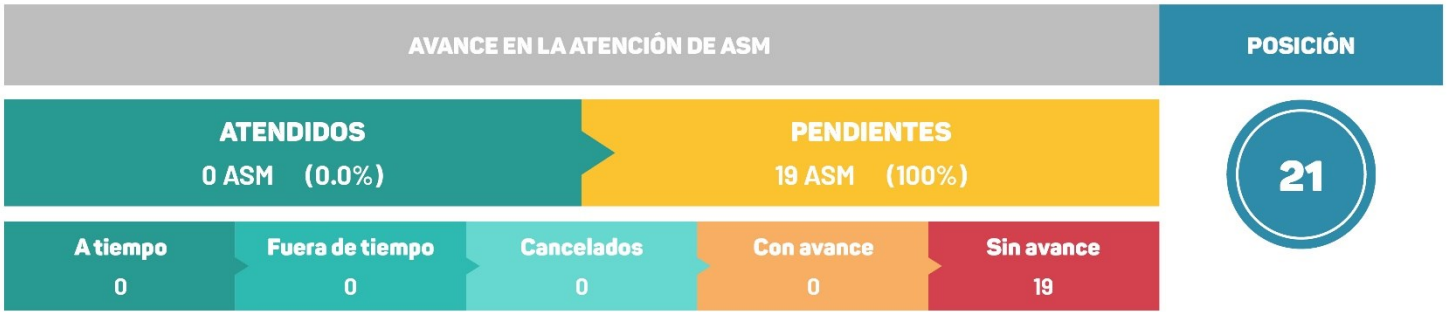 AVANCE EN LA ATENCIÓN DE ASM
POSICIÓN
ATENDIDOS
0 ASM (0.0%)
PENDIENTES
19 ASM (100%)
21
A tiempo
0
Fuera de tiempo
0
Cancelados
0
Con avance
0
Sin avance
19